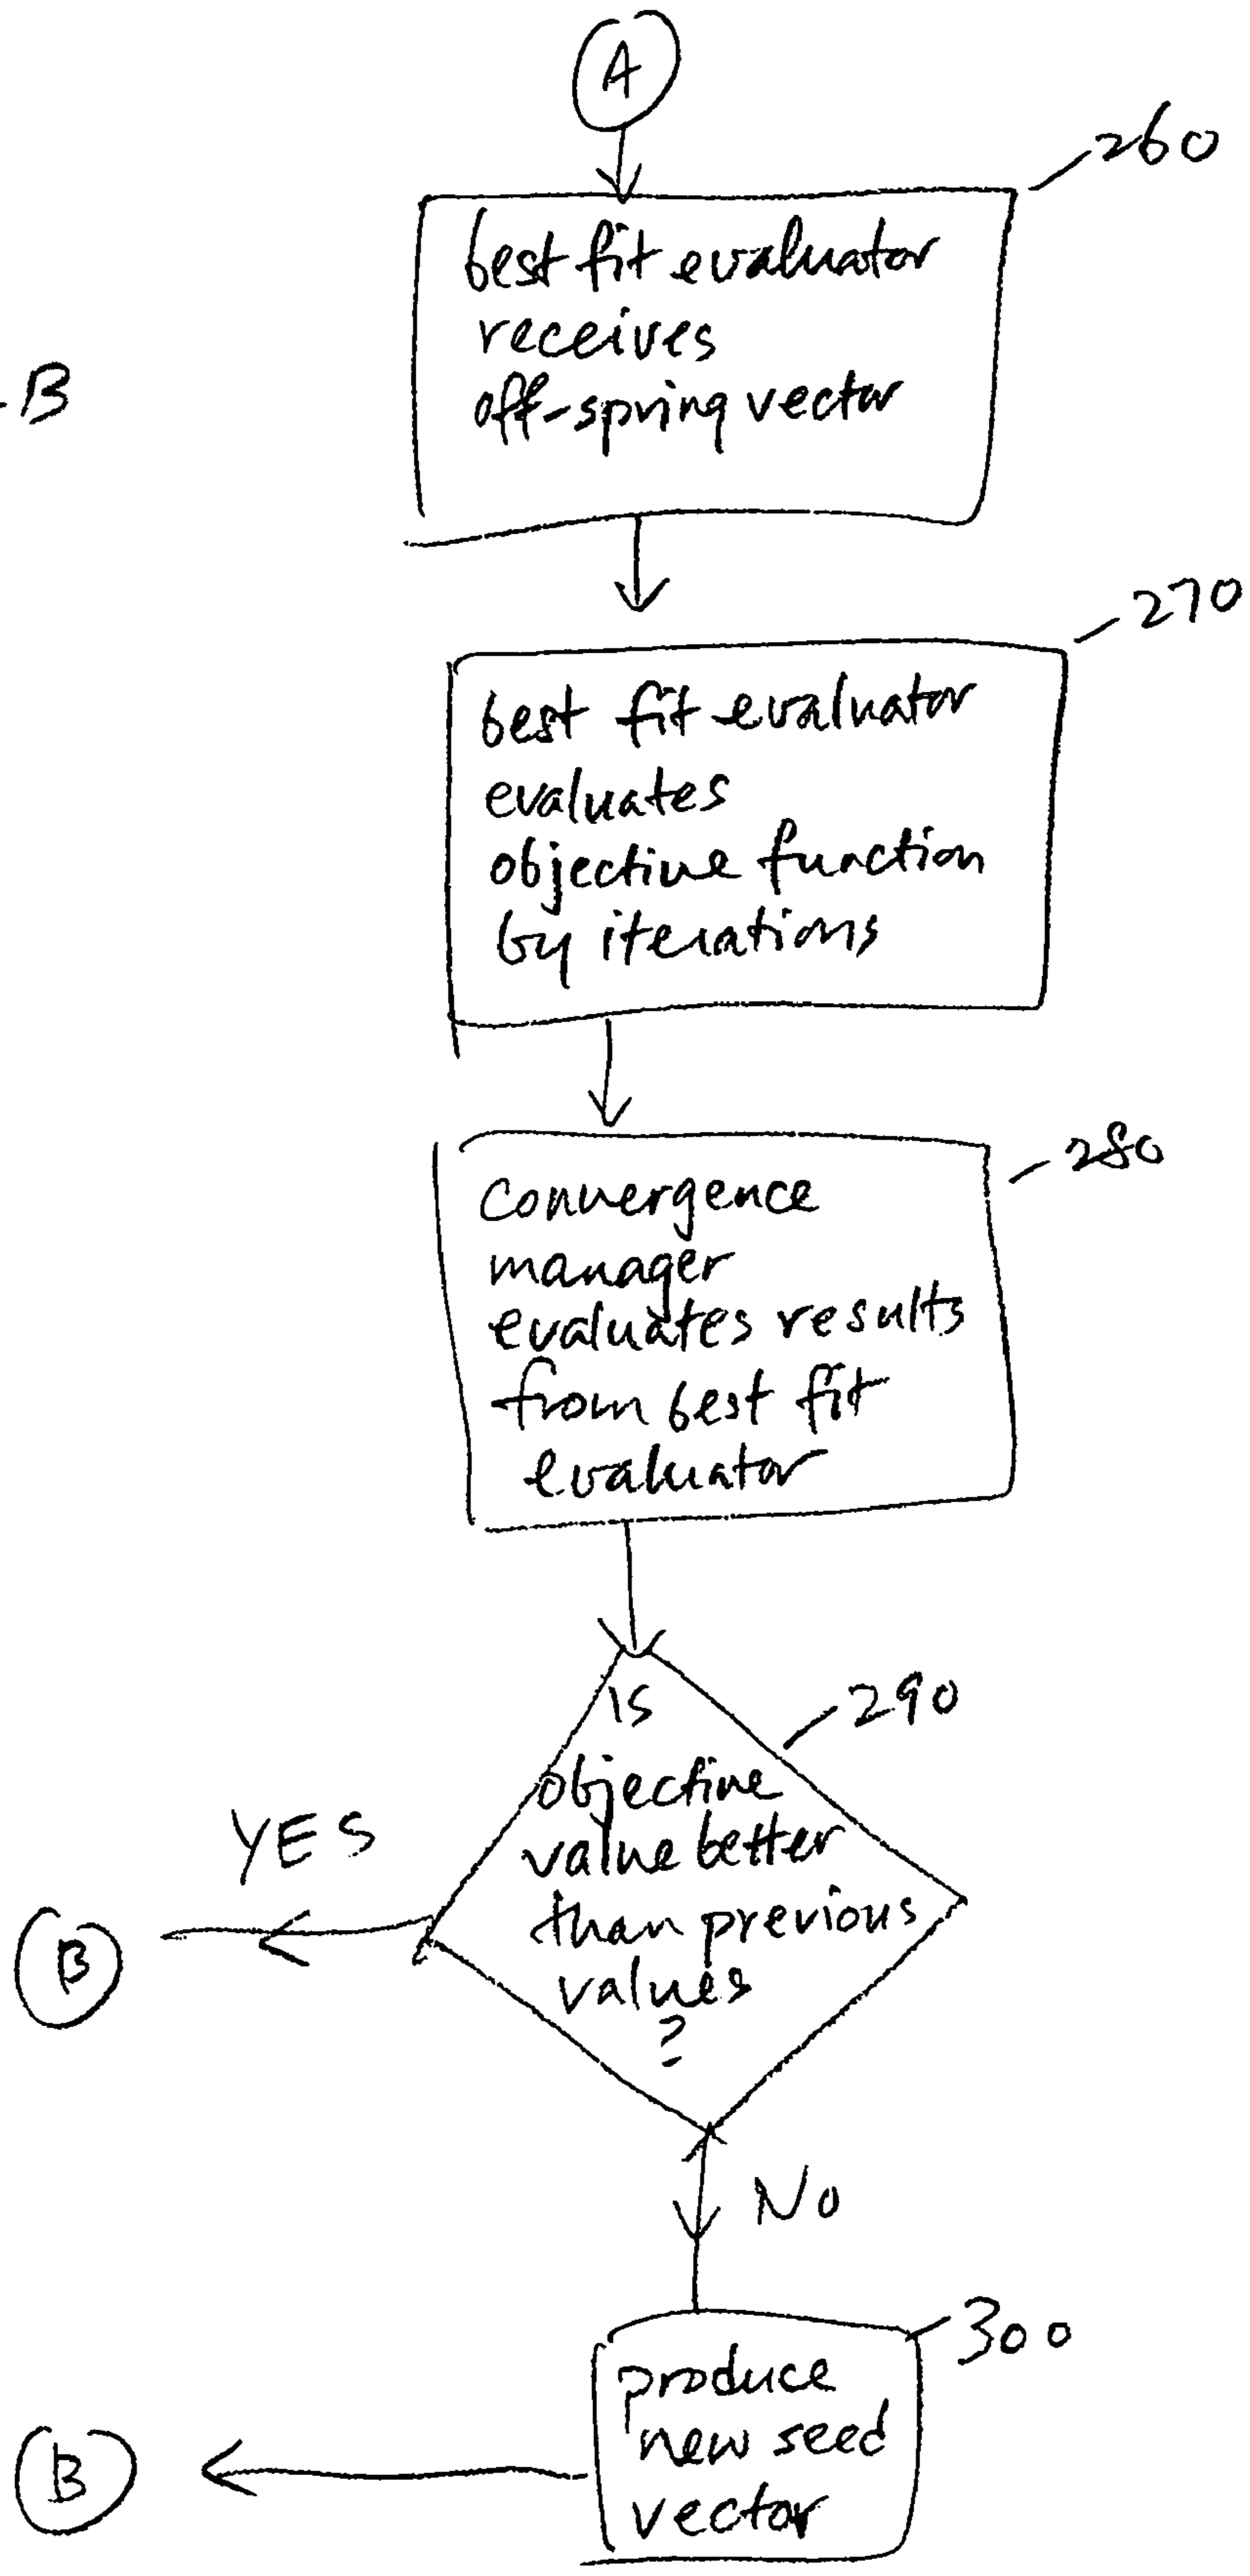 A
260
best fit evaluator
receives
off-spring vector
-B
270
best fit evaluator
evaluates
objective function
by iterations
280
Convergence
manager
evaluates results
from best fit
evaluator
290
is
objective
value better
than previous
values
?
YES
B
No
300
produce
new seed
vector
B